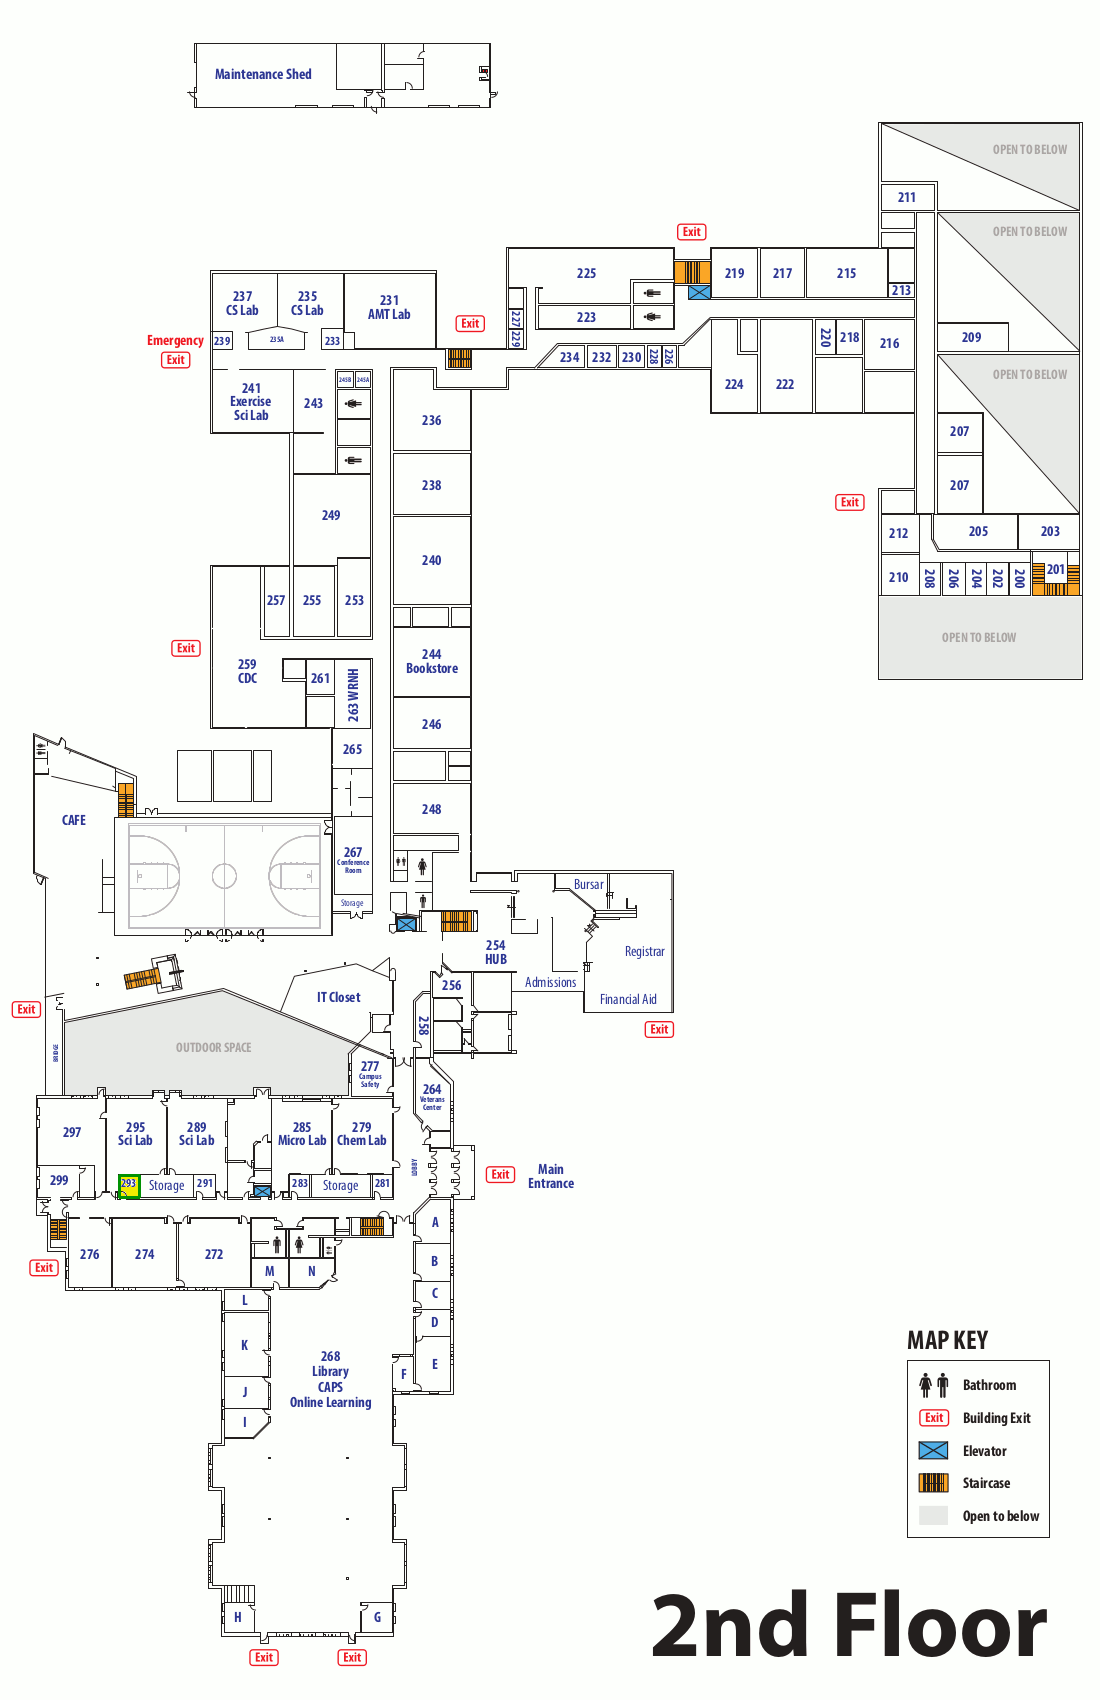 Maintenance Shed
OPEN TO BELOW
211
OPEN TO BELOW
Exit
225
219
217
215
213
237
CS Lab
235
CS Lab
231
AMT Lab
Exit
227
229
223
Emergency
Exit
239
235A
233
234
232
230
228
226
220
218
216
209
224
222
OPEN TO BELOW
241
Exercise
Sci Lab
243
245B
245A
236
207
238
207
Exit
249
212
205
203
240
210
208
206
204
202
200
201
257
255
253
OPEN TO BELOW
Exit
244
Bookstore
259
CDC
261
263 WRNH
246
265
CAFE
248
267
Conference
Room
Storage
Bursar
254
HUB
Registrar
Admissions
Financial Aid
Exit
256
IT Closet
Exit
258
OUTDOOR SPACE
BRIDGE
277
Campus
Safety
264
Veterans
Center
297
295
Sci Lab
289
Sci Lab
285
Micro Lab
279
Chem Lab
LOBBY
Exit
Main
Entrance
299
293
Storage
291
283
Storage
281
276
274
272
A
B
C
D
E
F
Exit
M
N
L
K
J
I
268
Library
CAPS
Online Learning
H
G
Exit
Exit
MAP KEY
Bathroom
Exit
Building Exit
Elevator
Staircase
Open to below
2nd Floor